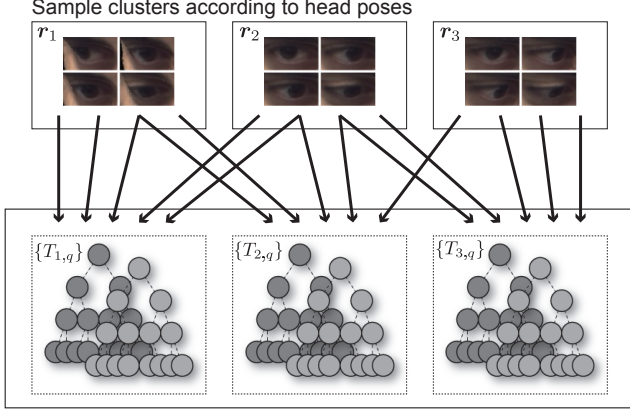 Sample clusters according to head poses
r₁ r₂ r₃
{T₁,q} {T₂,q} {T₃,q}